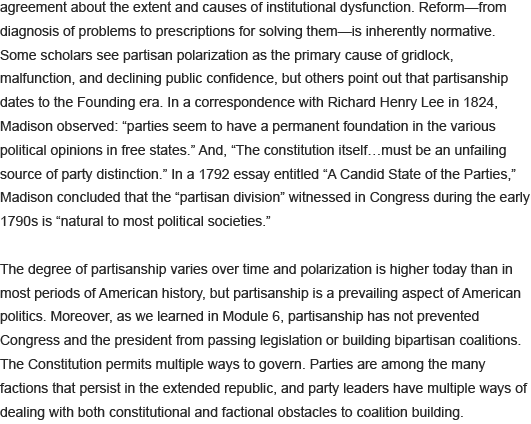 agreement about the extent and causes of institutional dysfunction. Reform—from
diagnosis of problems to prescriptions for solving them—is inherently normative.
Some scholars see partisan polarization as the primary cause of gridlock,
malfunction, and declining public confidence, but others point out that partisanship
dates to the Founding era. In a correspondence with Richard Henry Lee in 1824,
Madison observed: “parties seem to have a permanent foundation in the various
political opinions in free states.” And, “The constitution itself…must be an unfailing
source of party distinction.” In a 1792 essay entitled “A Candid State of the Parties,”
Madison concluded that the “partisan division” witnessed in Congress during the early
1790s is “natural to most political societies.”
The degree of partisanship varies over time and polarization is higher today than in
most periods of American history, but partisanship is a prevailing aspect of American
politics. Moreover, as we learned in Module 6, partisanship has not prevented
Congress and the president from passing legislation or building bipartisan coalitions.
The Constitution permits multiple ways to govern. Parties are among the many
factions that persist in the extended republic, and party leaders have multiple ways of
dealing with both constitutional and factional obstacles to coalition building.